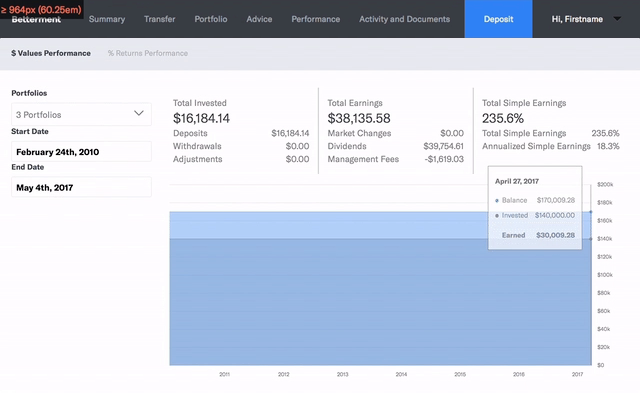 ≥ 964px (60.25em)
Betterment Summary Transfer Portfolio Advice Performance Activity and Documents Deposit Hi, Firstname
$ Values Performance % Returns Performance
Portfolios
3 Portfolios
Start Date
February 24th, 2010
End Date
May 4th, 2017
Total Invested
$16,184.14
Deposits $16,184.14
Withdrawals $0.00
Adjustments $0.00
Total Earnings
$38,135.58
Market Changes $0.00
Dividends $39,754.61
Management Fees -$1,619.03
Total Simple Earnings
235.6%
Total Simple Earnings 235.6%
Annualized Simple Earnings 18.3%
April 27, 2017
Balance $170,009.28
Invested $140,000.00
Earned $30,009.28
$200k
$180k
$160k
$140k
$120k
$100k
$80k
$60k
$40k
$20k
$0
2011 2012 2013 2014 2015 2016 2017